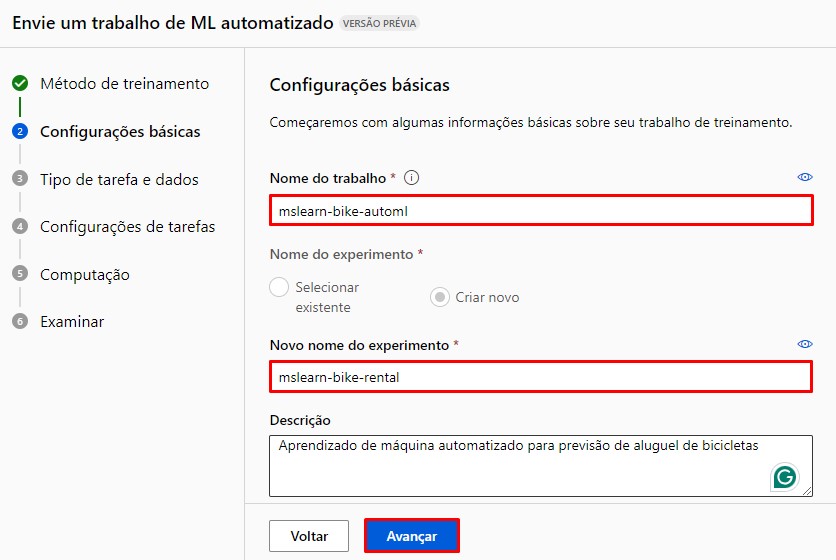 Envie um trabalho de ML automatizado VERSÃO PRÉVIA
Método de treinamento
2 Configurações básicas
3 Tipo de tarefa e dados
4 Configurações de tarefas
5 Computação
6 Examinar
Configurações básicas
Começaremos com algumas informações básicas sobre seu trabalho de treinamento.
Nome do trabalho *
mslearn-bike-automl
Nome do experimento *
Selecionar
existente
Criar novo
Novo nome do experimento *
mslearn-bike-rental
Descrição
Aprendizado de máquina automatizado para previsão de aluguel de bicicletas
Voltar
Avançar